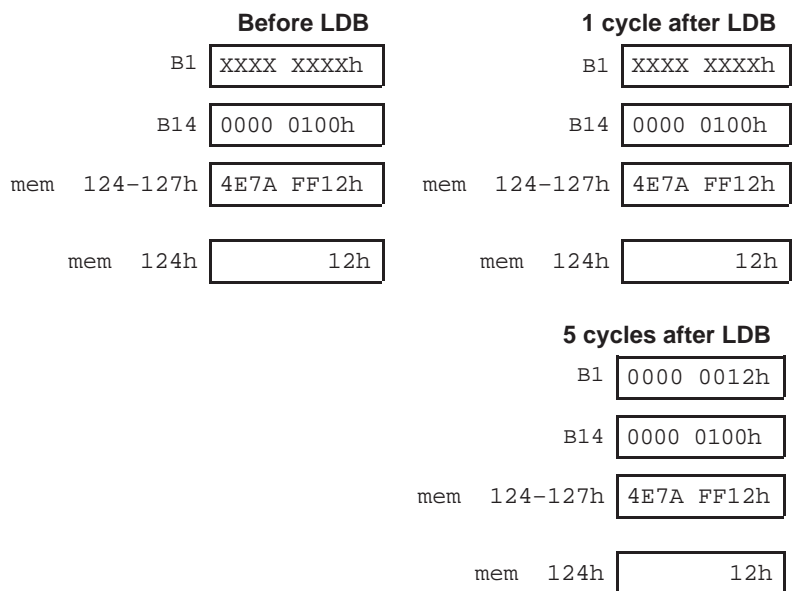 Before LDB 1 cycle after LDB
B1 XXXX XXXXh B1 XXXX XXXXh
B14 0000 0100h B14 0000 0100h
mem 124–127h 4E7A FF12h mem 124–127h 4E7A FF12h
mem 124h 12h mem 124h 12h
5 cycles after LDB
B1 0000 0012h
B14 0000 0100h
mem 124–127h 4E7A FF12h
mem 124h 12h